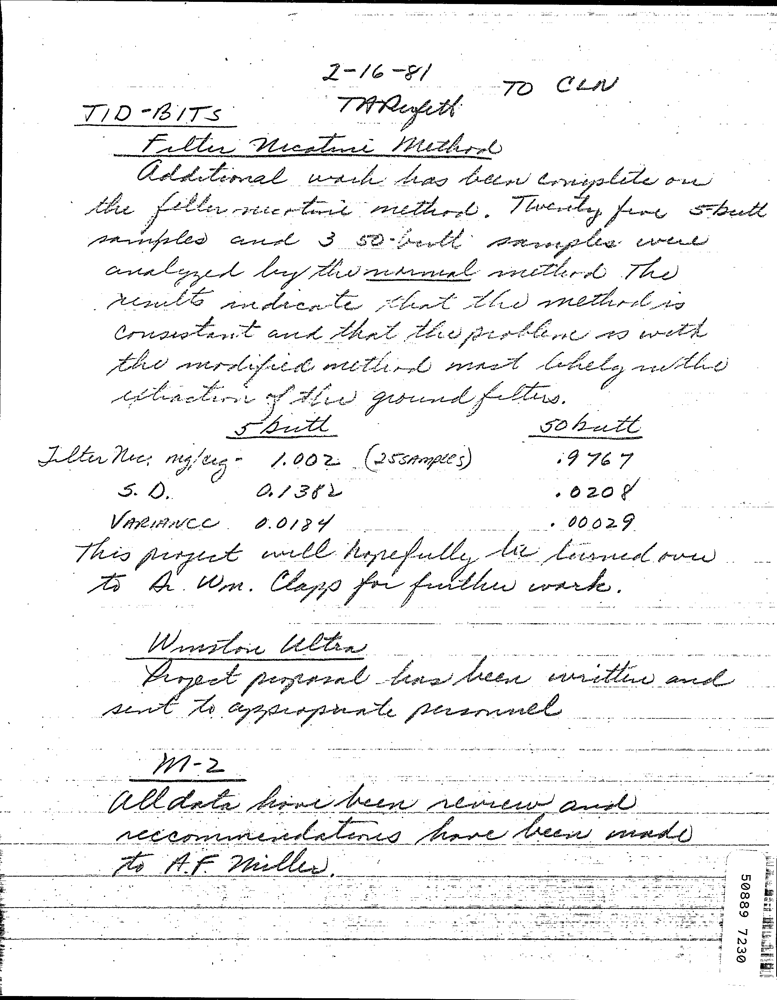 2-16-81
TO CLN
TID-BITS
TAPerfetti
Filter Nicotine Method
Additional work has been complete on
the filter nicotine method. Twenty five 5-butt
samples and 3 50-butt samples were
analyzed by the normal method The
results indicate that the method is
consistant and that the problem is with
the modified method most likely in the
extraction of the ground filters.
5 butt 50 butt
Filter Nic; mg/cig- 1.002 (25 SAMPLES) .9767
S. D. 0.1382 .0208
VARIANCE 0.0184 .00029
This project will hopefully be turned over
to Wm. Clapp for further work.
Winston Ultra
Project proposal has been written and
sent to appropriate personnel
M-2
All data have been review and
reccommendations have been made
to A.F. Miller.
50889 7230